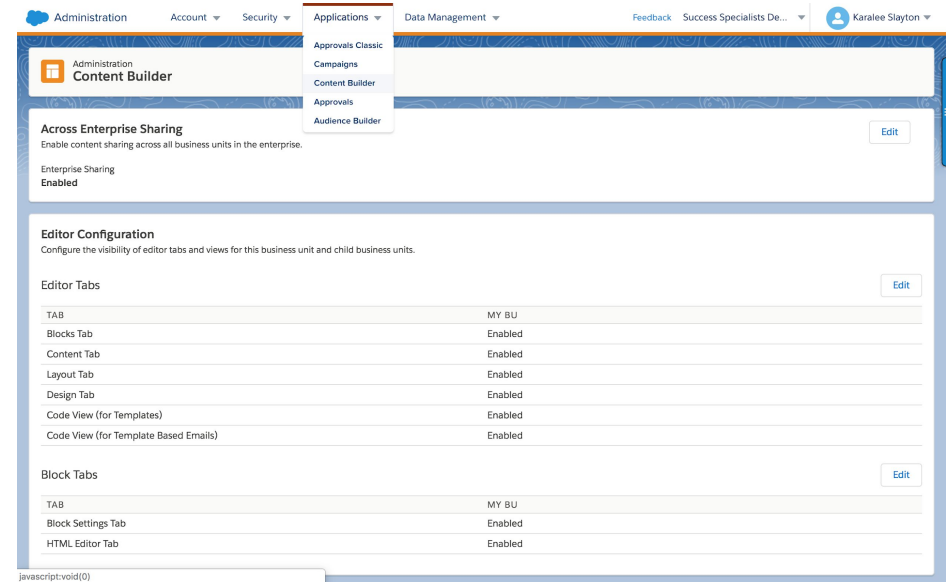 Administration Account Security Applications Data Management Feedback Success Specialists De... Karalee Slayton
Approvals Classic
Campaigns
Content Builder
Approvals
Audience Builder
Administration
Content Builder
Across Enterprise Sharing
Edit
Enable content sharing across all business units in the enterprise.
Enterprise Sharing
Enabled
Editor Configuration
Configure the visibility of editor tabs and views for this business unit and child business units.
Editor Tabs
Edit
TAB MY BU
Blocks Tab Enabled
Content Tab Enabled
Layout Tab Enabled
Design Tab Enabled
Code View (for Templates) Enabled
Code View (for Template Based Emails) Enabled
Block Tabs
Edit
TAB MY BU
Block Settings Tab Enabled
HTML Editor Tab Enabled
javascript:void(0)